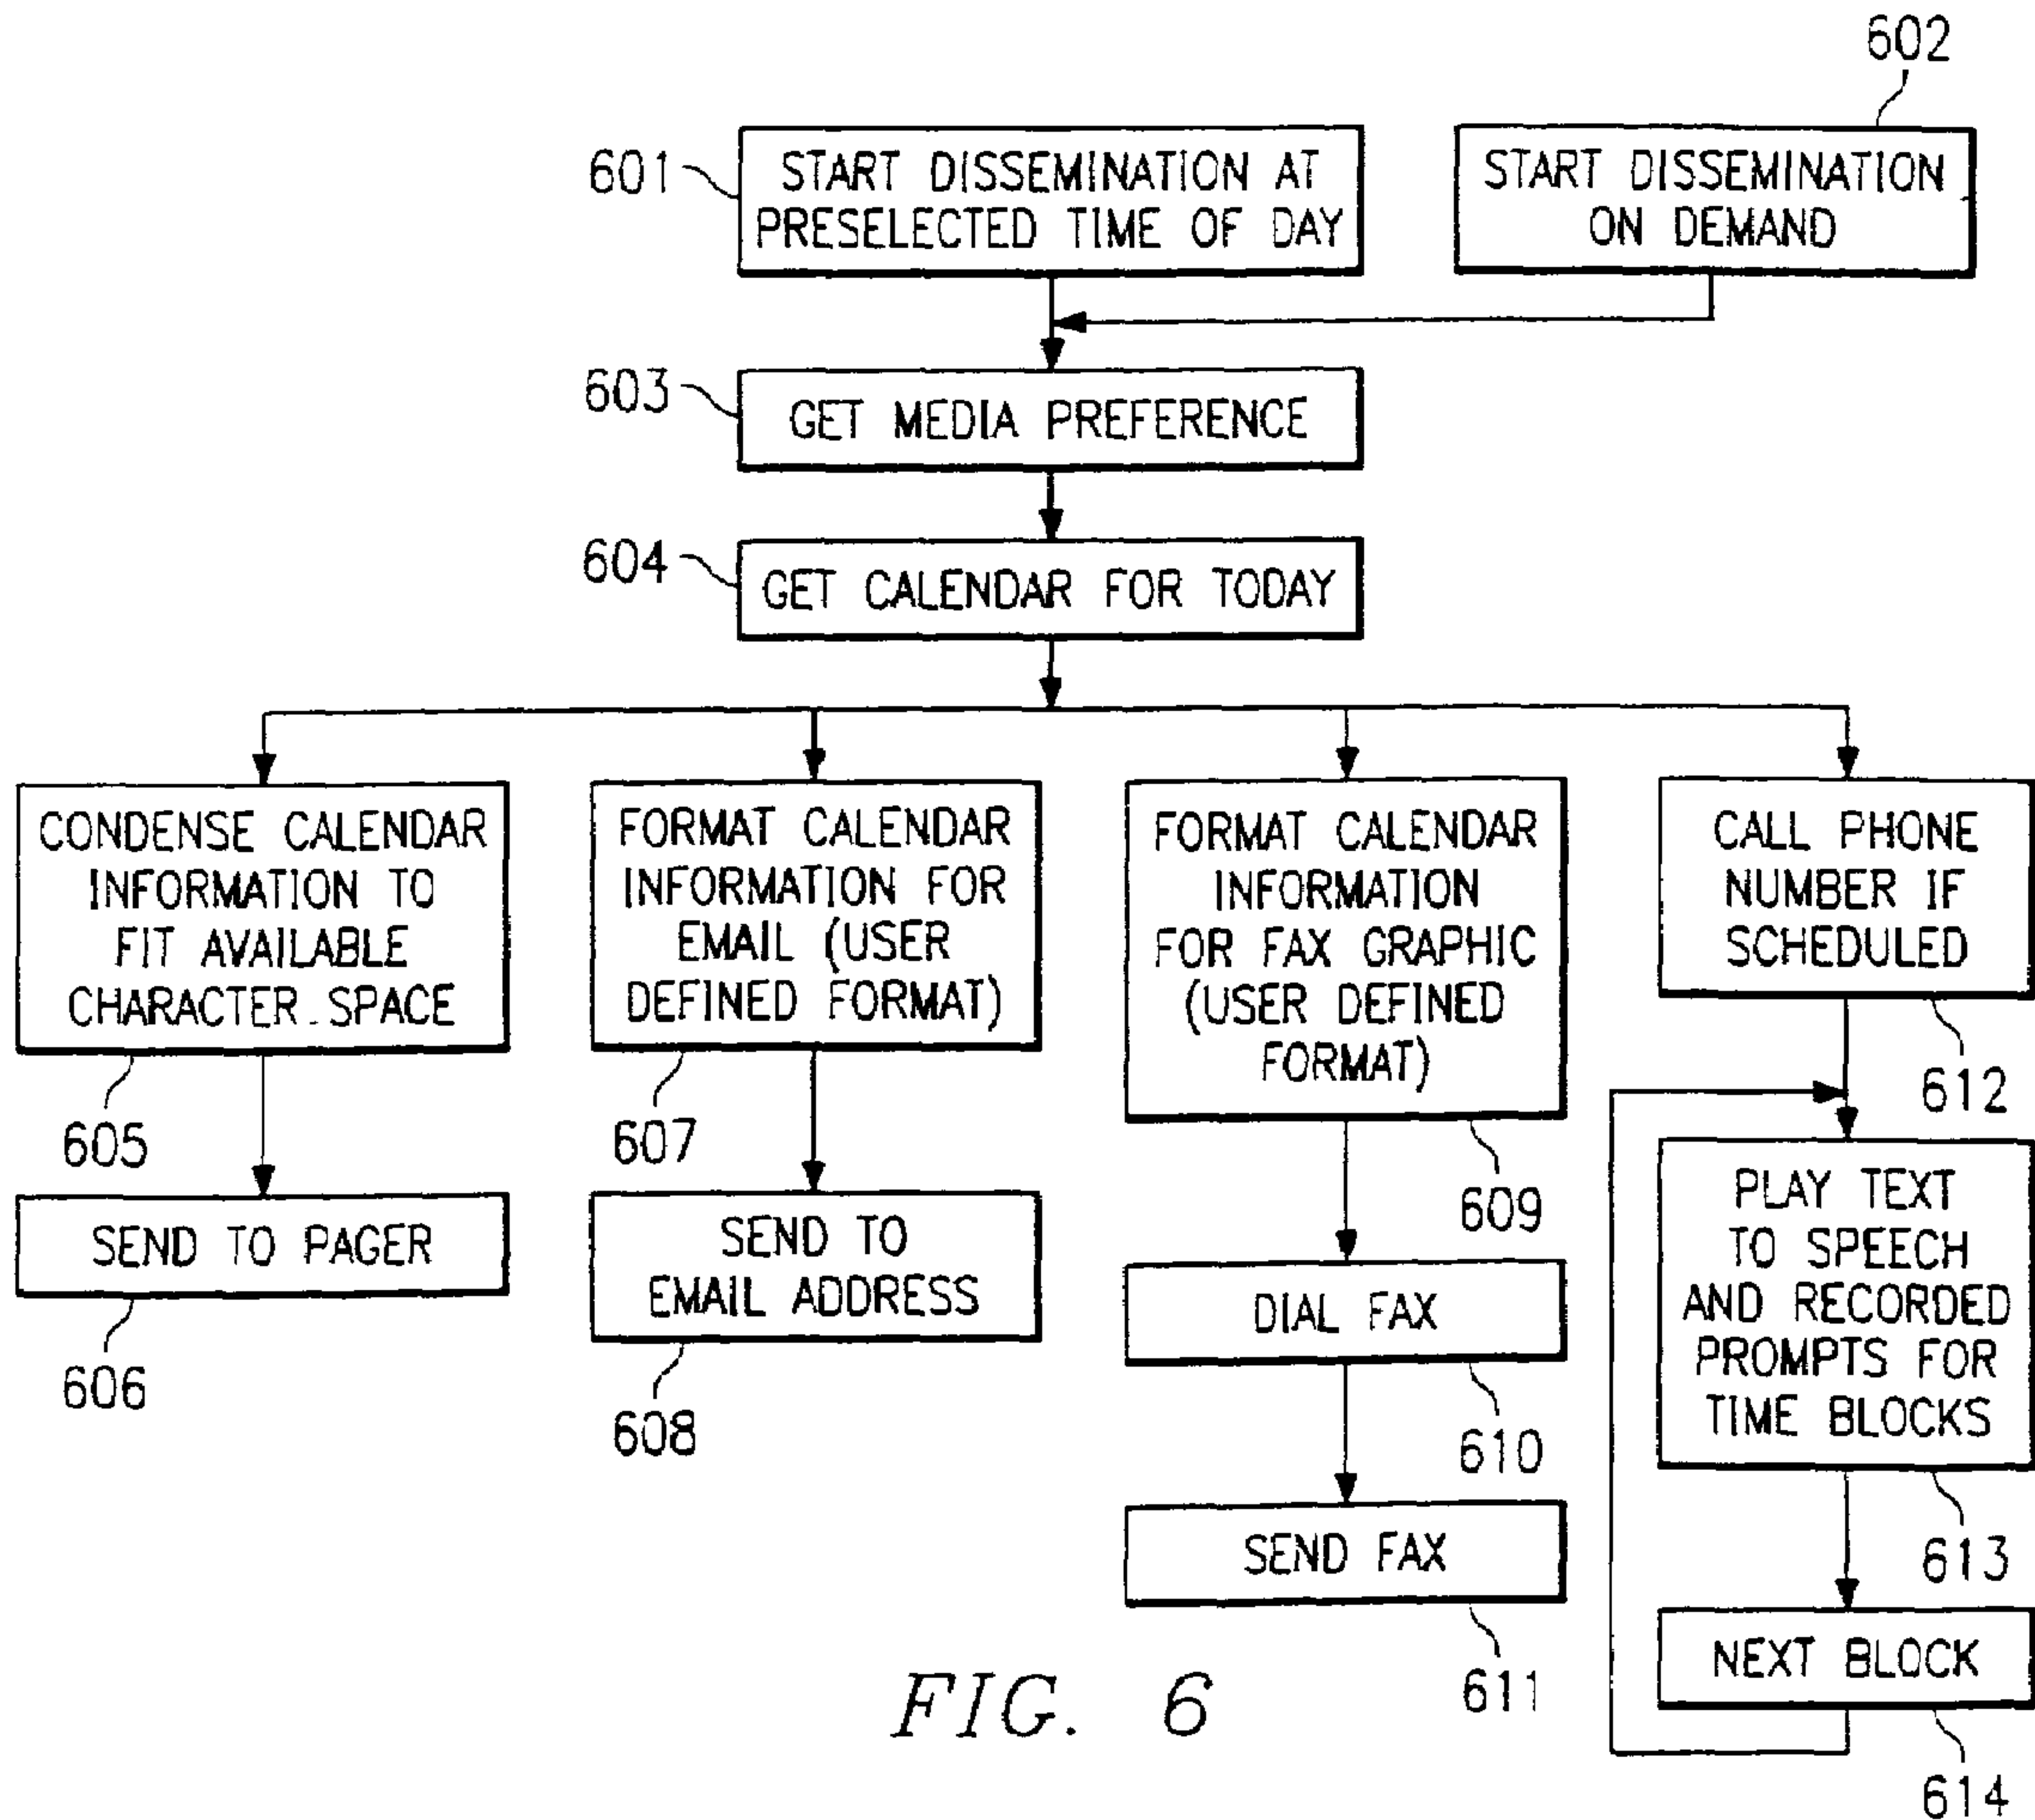 602
601
START DISSEMINATION AT
PRESELECTED TIME OF DAY
START DISSEMINATION
ON DEMAND
603
GET MEDIA PREFERENCE
604
GET CALENDAR FOR TODAY
CONDENSE CALENDAR
INFORMATION TO
FIT AVAILABLE
CHARACTER SPACE
605
SEND TO PAGER
606
FORMAT CALENDAR
INFORMATION FOR
EMAIL (USER
DEFINED FORMAT)
607
SEND TO
EMAIL ADDRESS
608
FORMAT CALENDAR
INFORMATION
FOR FAX GRAPHIC
(USER DEFINED
FORMAT)
609
DIAL FAX
610
SEND FAX
611
CALL PHONE
NUMBER IF
SCHEDULED
612
PLAY TEXT
TO SPEECH
AND RECORDED
PROMPTS FOR
TIME BLOCKS
613
NEXT BLOCK
614
FIG. 6